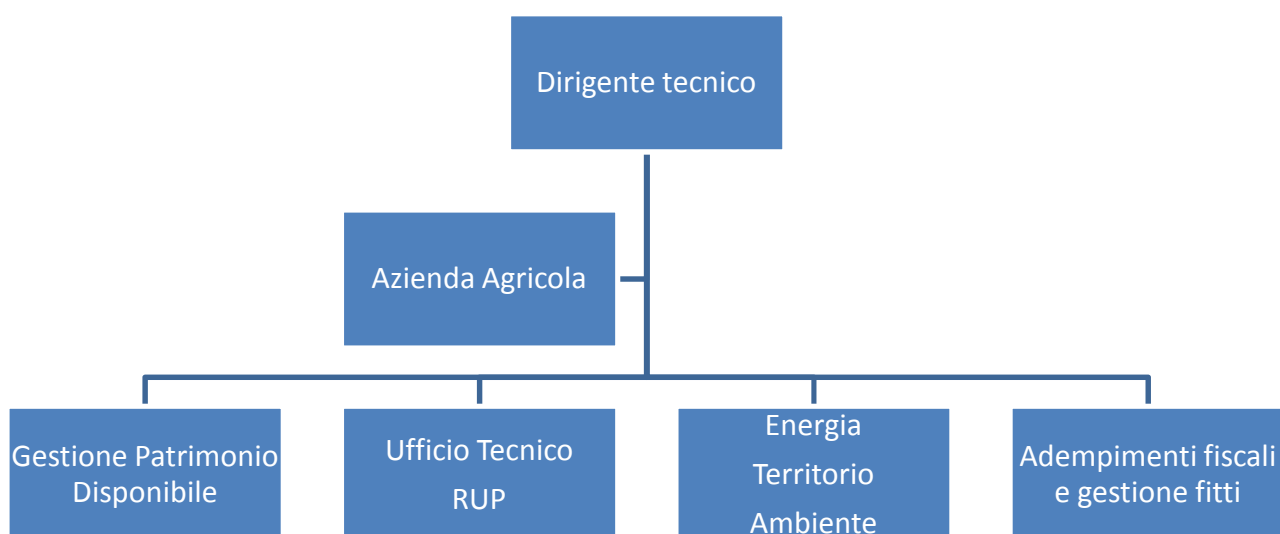 Dirigente tecnico
Azienda Agricola
Gestione Patrimonio
Disponibile
Ufficio Tecnico
RUP
Energia
Territorio
Ambiente
Adempimenti fiscali
e gestione fitti